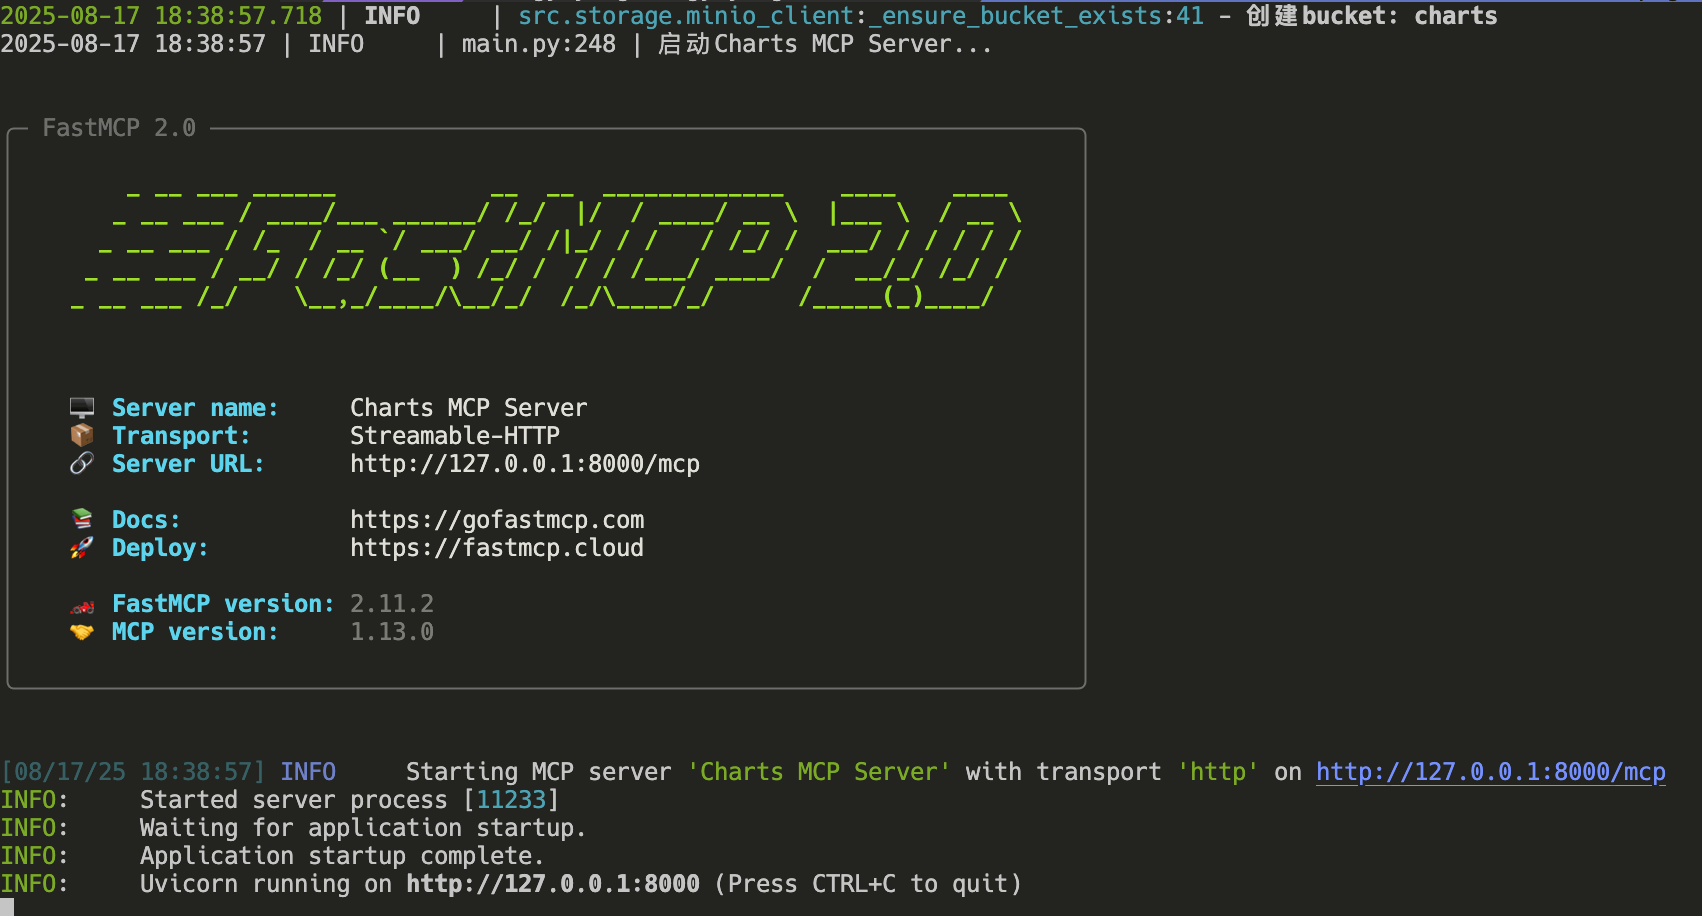 2025-08-17 18:38:57.718 | INFO     | src.storage.minio_client:_ensure_bucket_exists:41 - 创建bucket: charts
2025-08-17 18:38:57 | INFO     | main.py:248 | 启动Charts MCP Server...
FastMCP 2.0
FastMCP 2.0
Server name: Charts MCP Server
Transport: Streamable-HTTP
Server URL: http://127.0.0.1:8000/mcp
Docs: https://gofastmcp.com
Deploy: https://fastmcp.cloud
FastMCP version: 2.11.2
MCP version: 1.13.0
[08/17/25 18:38:57] INFO     Starting MCP server 'Charts MCP Server' with transport 'http' on http://127.0.0.1:8000/mcp
INFO:     Started server process [11233]
INFO:     Waiting for application startup.
INFO:     Application startup complete.
INFO:     Uvicorn running on http://127.0.0.1:8000 (Press CTRL+C to quit)